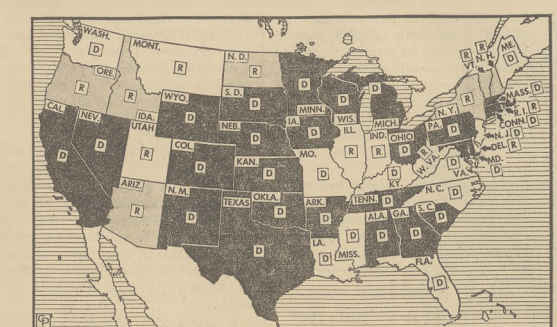 WASH.
D
MONT.
R
N. D.
R
ORE.
R
IDA.
R
WYO.
D
S. D.
D
MINN.
D
WIS.
D
MICH.
D
D
VT.
R
N. H.
R
ME.
D
MASS.
D
R. I.
R
CONN.
R
N. J.
D
DEL.
R
MD.
D
N. Y.
R
PA.
D
CAL.
D
NEV.
D
UTAH
R
COL.
D
NEB.
D
KAN.
D
IA.
D
MO.
D
ILL.
R
IND.
R
OHIO
D
W. VA.
R
VA.
D
KY.
D
N. C.
D
TENN.
D
S. C.
D
ARIZ.
R
N. M.
D
TEXAS
D
OKLA.
D
ARK.
D
LA.
D
MISS.
D
ALA.
D
GA.
D
FLA.
D